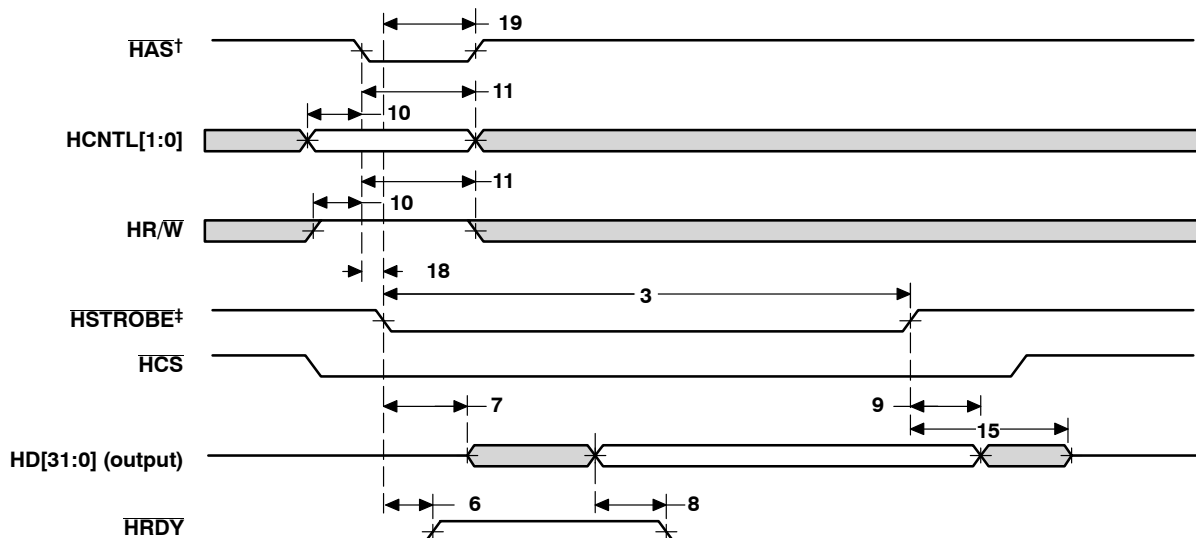 19
HAS†
11
10
HCNTL[1:0]
11
10
HR/W
18
3
HSTROBE‡
HCS
7
9
15
HD[31:0] (output)
6
8
HRDY